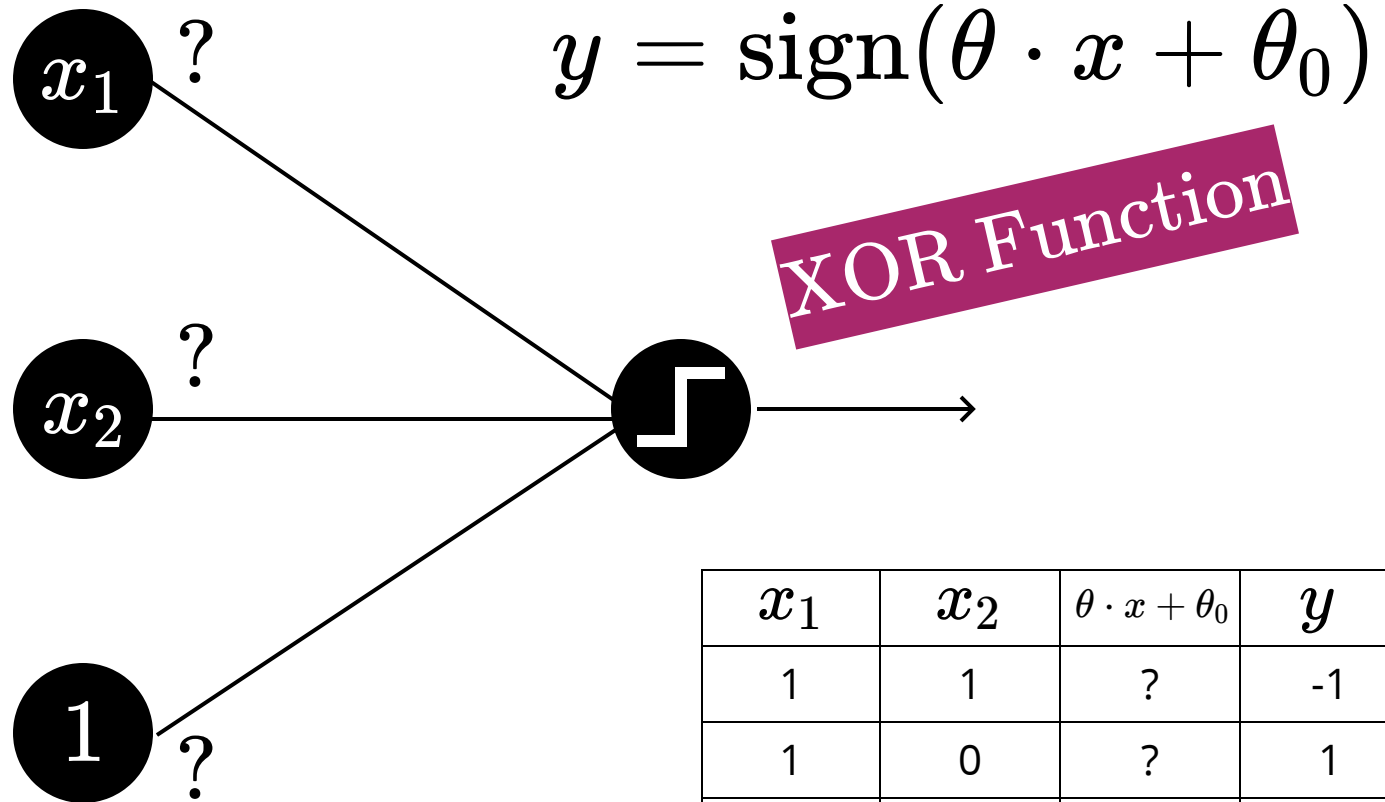 x₁ ?
y = sign(θ · x + θ₀)
XOR Function
x₂ ?
1 ?
x₁ x₂ θ · x + θ₀ y
1 1 ? -1
1 0 ? 1